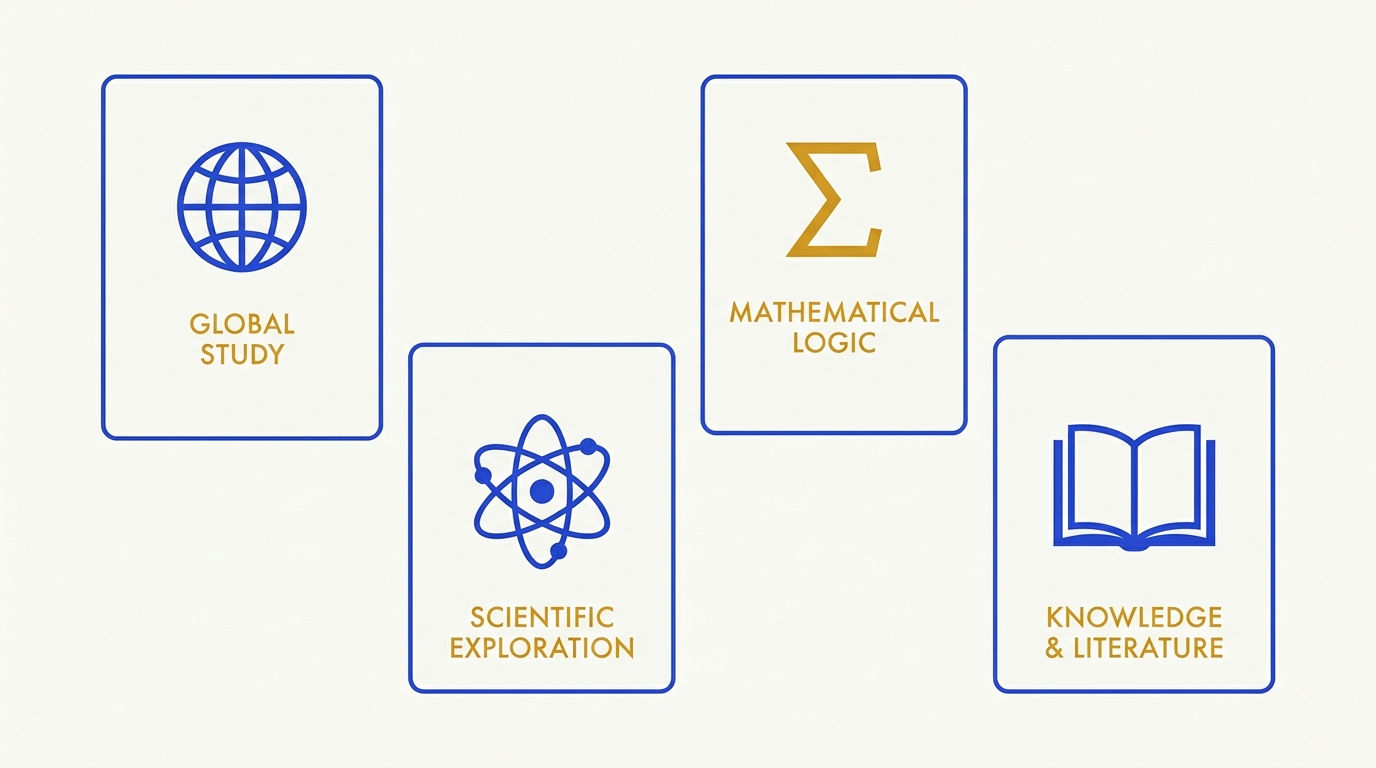 GLOBAL
STUDY
SCIENTIFIC
EXPLORATION
Σ
MATHEMATICAL
LOGIC
KNOWLEDGE
& LITERATURE